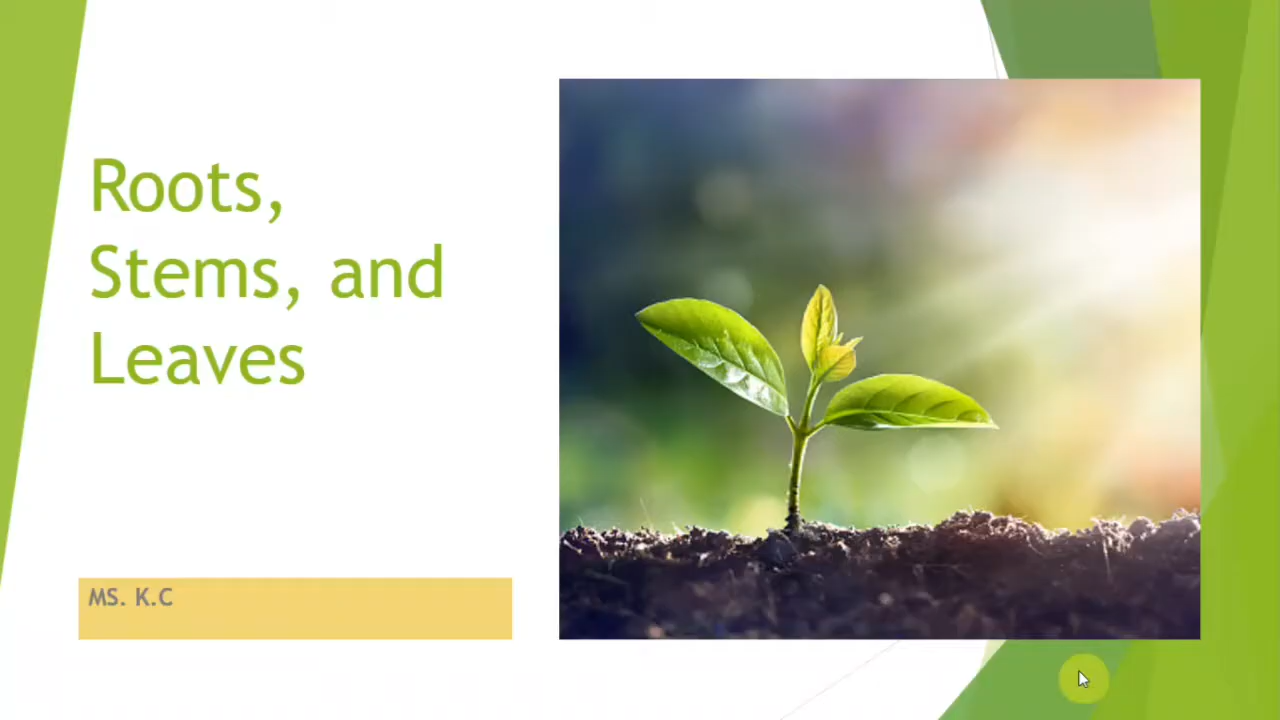 Roots,
Stems, and
Leaves
MS. K.C